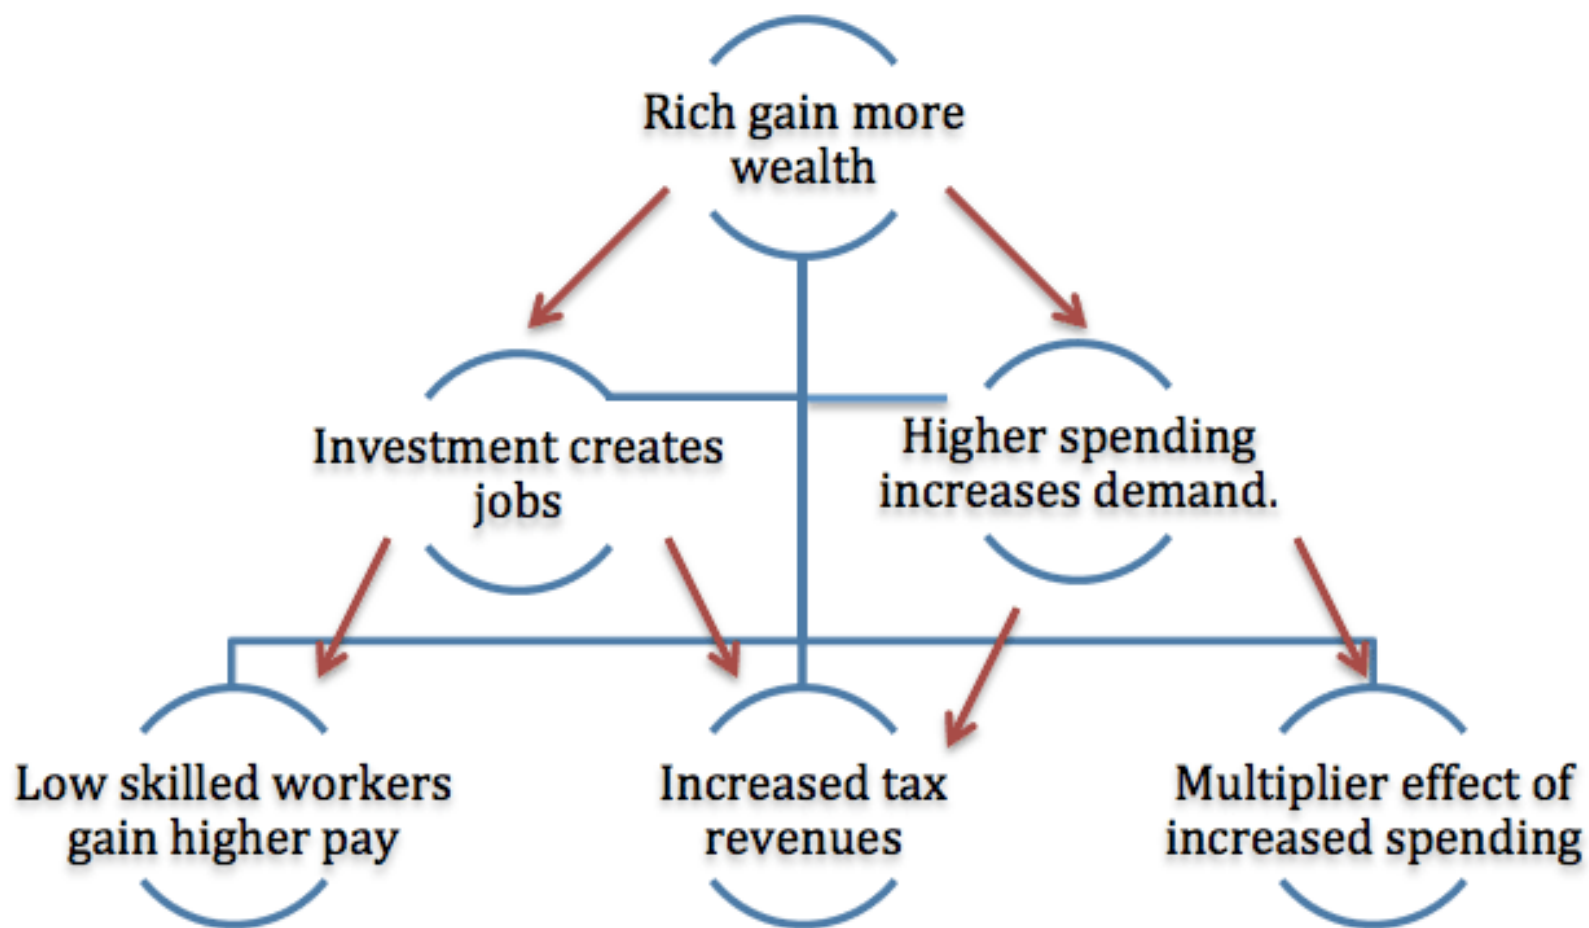 Rich gain more
wealth
Investment creates
jobs
Higher spending
increases demand.
Low skilled workers
gain higher pay
Increased tax
revenues
Multiplier effect of
increased spending